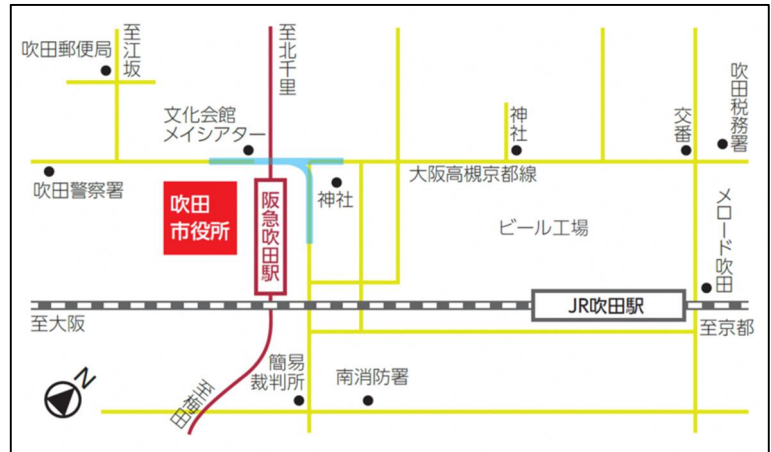 至江坂
吹田郵便局
至北千里
文化会館
メイシアター
神社
交番
吹田税務署
吹田警察署
吹田
市役所
阪急吹田駅
神社
大阪高槻京都線
ビール工場
メロード吹田
JR吹田駅
至大阪
至京都
簡易
裁判所
南消防署
至梅田
N